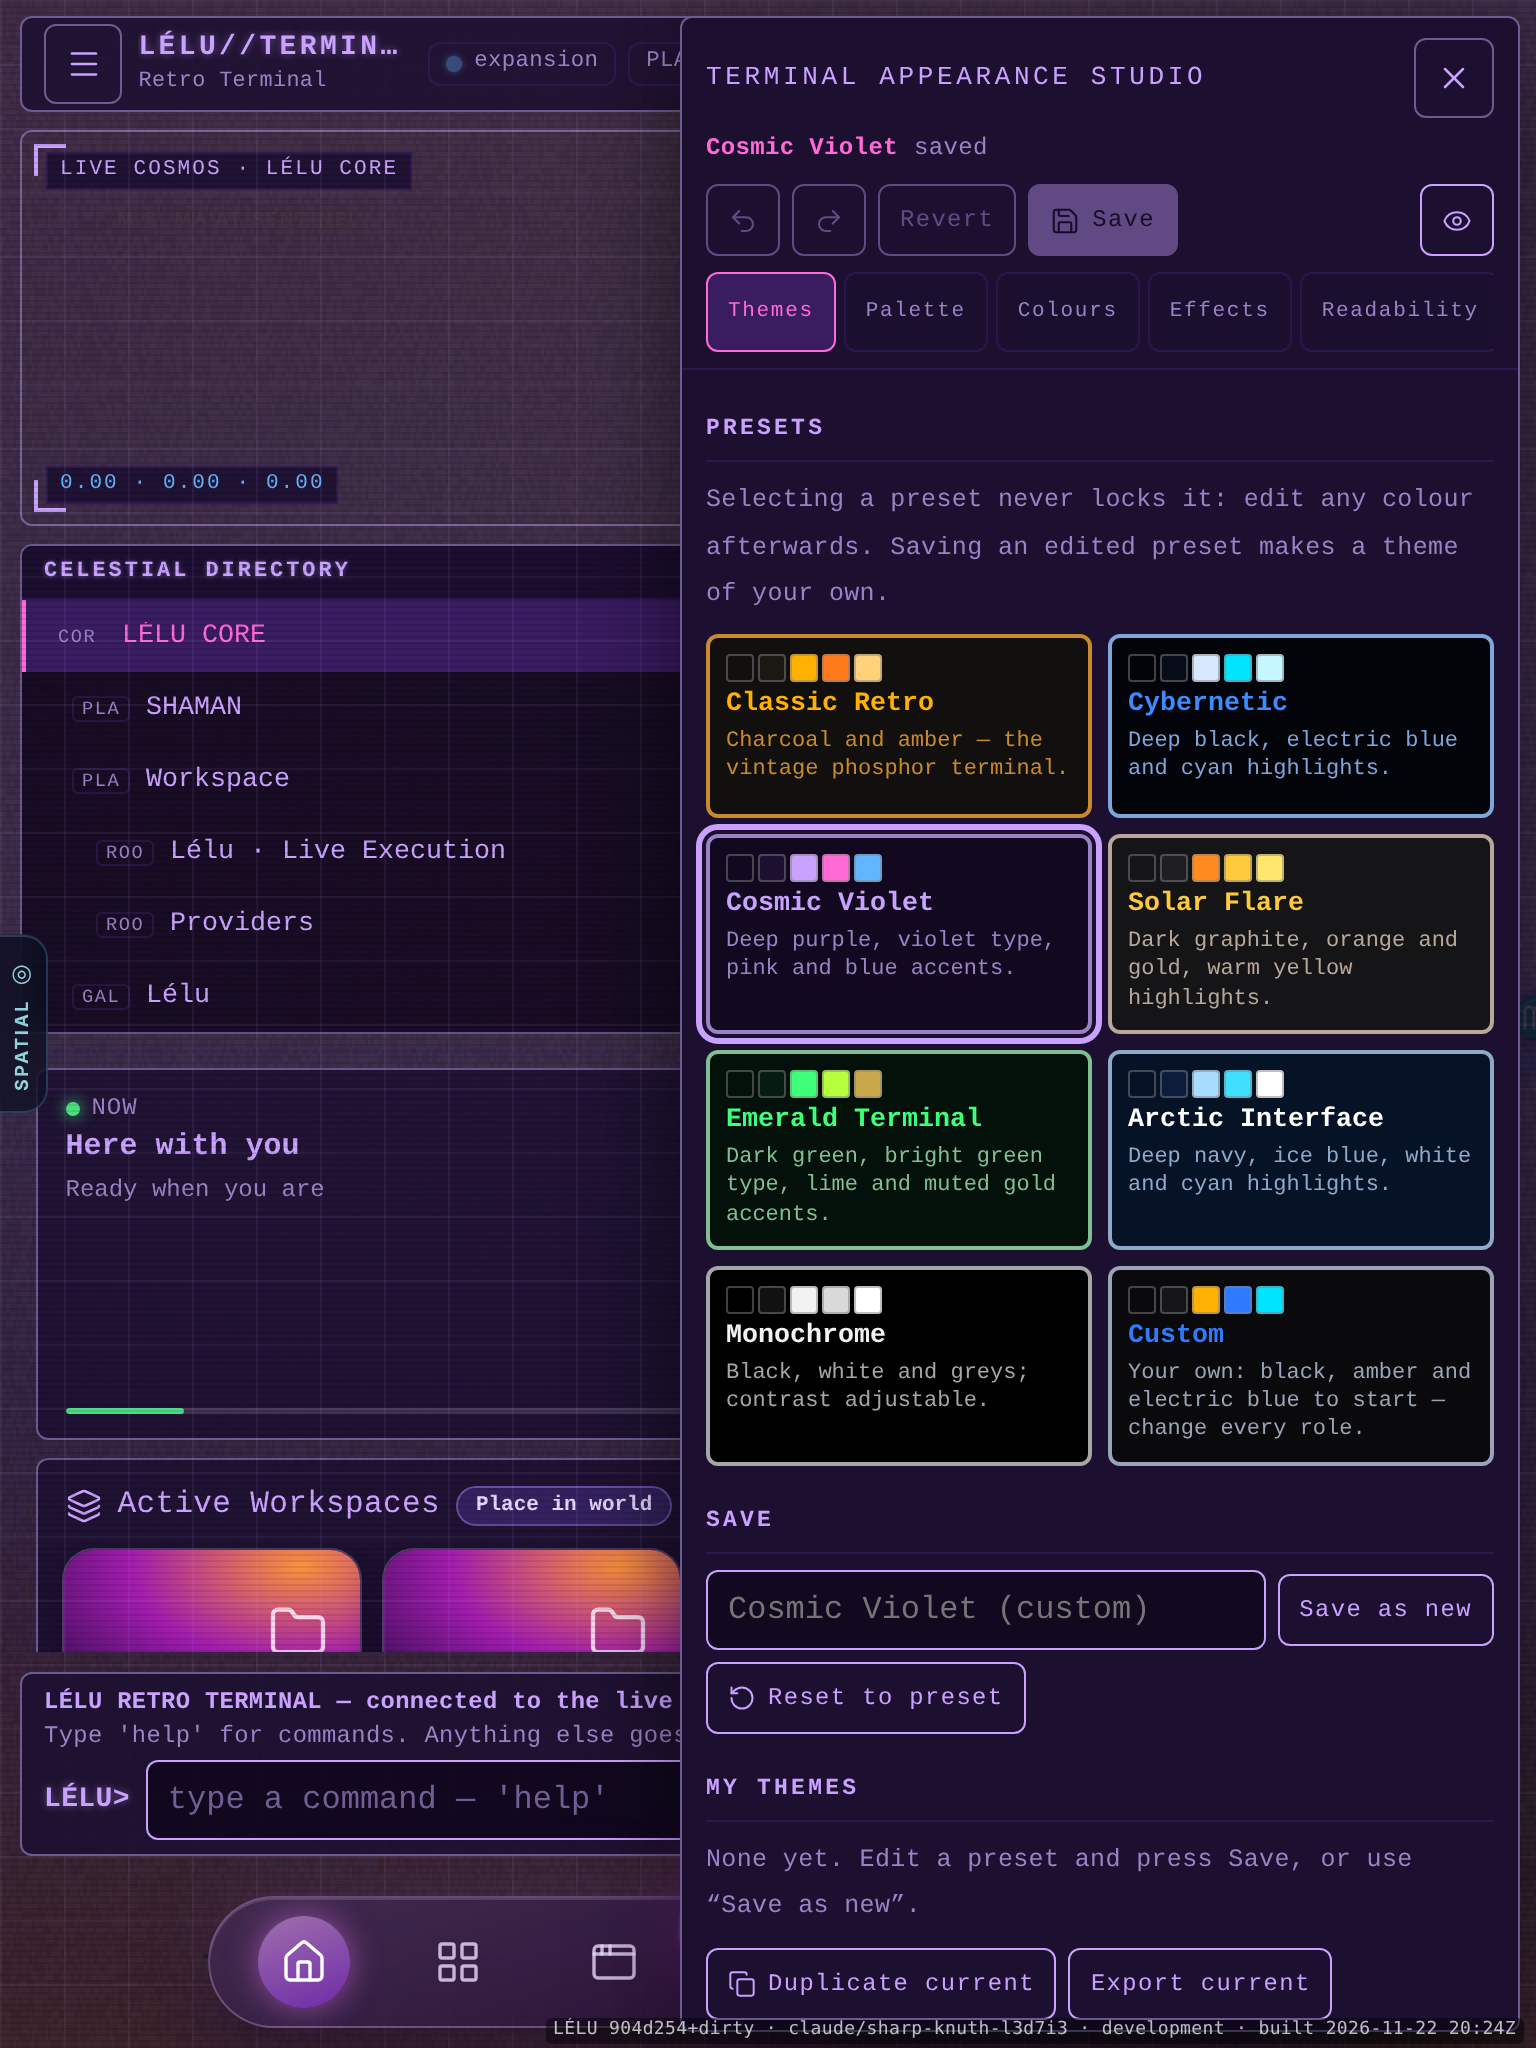 LÉLU//TERMIN…
Retro Terminal
expansion
LIVE COSMOS · LÉLU CORE
0.00 · 0.00 · 0.00
CELESTIAL DIRECTORY
COR LÉLU CORE
PLA SHAMAN
PLA Workspace
ROO Lélu · Live Execution
ROO Providers
GAL Lélu
SPATIAL
NOW
Here with you
Ready when you are
Active Workspaces
Place in world
LÉLU RETRO TERMINAL — connected to the live
Type 'help' for commands. Anything else goes
LÉLU> type a command — 'help'
TERMINAL APPEARANCE STUDIO
Cosmic Violet saved
Revert
Save
Themes
Palette
Colours
Effects
Readability
PRESETS
Selecting a preset never locks it: edit any colour
afterwards. Saving an edited preset makes a theme
of your own.
Classic Retro
Charcoal and amber — the
vintage phosphor terminal.
Cybernetic
Deep black, electric blue
and cyan highlights.
Cosmic Violet
Deep purple, violet type,
pink and blue accents.
Solar Flare
Dark graphite, orange and
gold, warm yellow
highlights.
Emerald Terminal
Dark green, bright green
type, lime and muted gold
accents.
Arctic Interface
Deep navy, ice blue, white
and cyan highlights.
Monochrome
Black, white and greys;
contrast adjustable.
Custom
Your own: black, amber and
electric blue to start —
change every role.
SAVE
Cosmic Violet (custom)
Save as new
Reset to preset
MY THEMES
None yet. Edit a preset and press Save, or use
“Save as new”.
Duplicate current
Export current
LÉLU 904d254+dirty · claude/sharp-knuth-l3d7i3 · development · built 2026-11-22 20:24Z